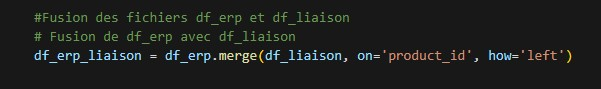 #Fusion des fichiers df_erp et df_liaison
# Fusion de df_erp avec df_liaison
df_erp_liaison = df_erp.merge(df_liaison, on='product_id', how='left')